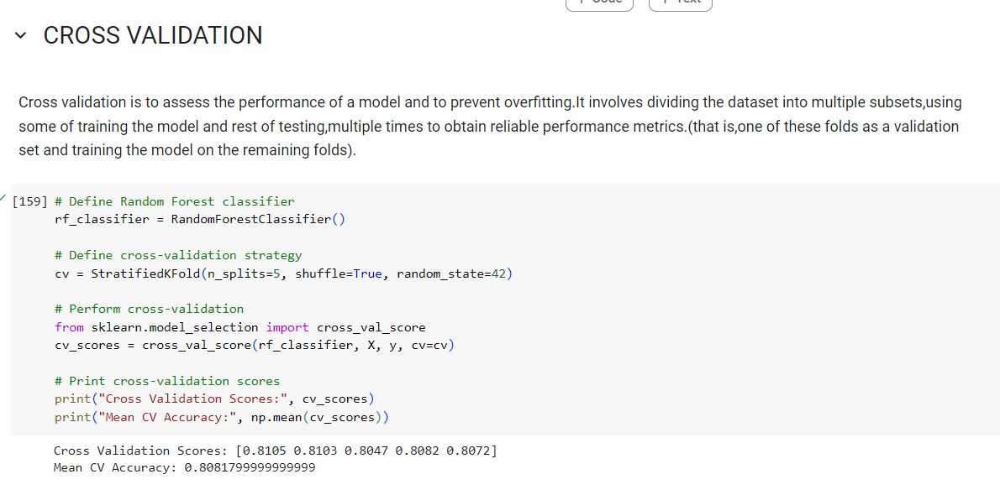 Code Text
CROSS VALIDATION
Cross validation is to assess the performance of a model and to prevent overfitting.It involves dividing the dataset into multiple subsets,using
some of training the model and rest of testing,multiple times to obtain reliable performance metrics.(that is,one of these folds as a validation
set and training the model on the remaining folds).
[159] # Define Random Forest classifier
rf_classifier = RandomForestClassifier()
# Define cross-validation strategy
cv = StratifiedKFold(n_splits=5, shuffle=True, random_state=42)
# Perform cross-validation
from sklearn.model_selection import cross_val_score
cv_scores = cross_val_score(rf_classifier, X, y, cv=cv)
# Print cross-validation scores
print("Cross Validation Scores:", cv_scores)
print("Mean CV Accuracy:", np.mean(cv_scores))
Cross Validation Scores: [0.8105 0.8103 0.8047 0.8082 0.8072]
Mean CV Accuracy: 0.8081799999999999